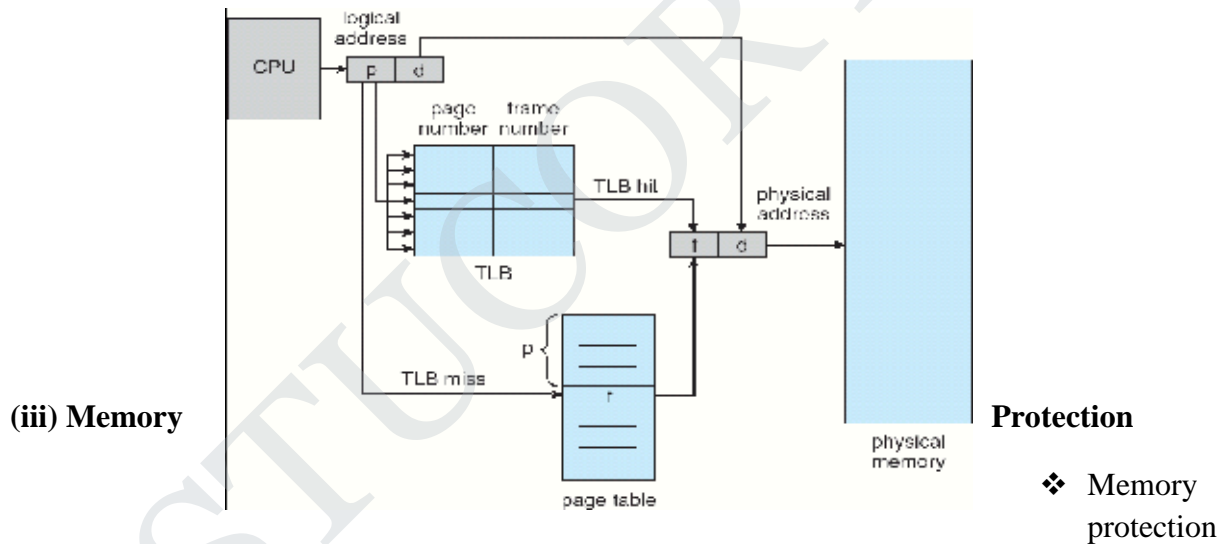 logical
address
CPU
p d
page frame
number number
TLB hit
physical
address
f d
TLB
p
TLB miss
f
(iii) Memory Protection
physical
memory
page table
❖ Memory
protection
STUCOR